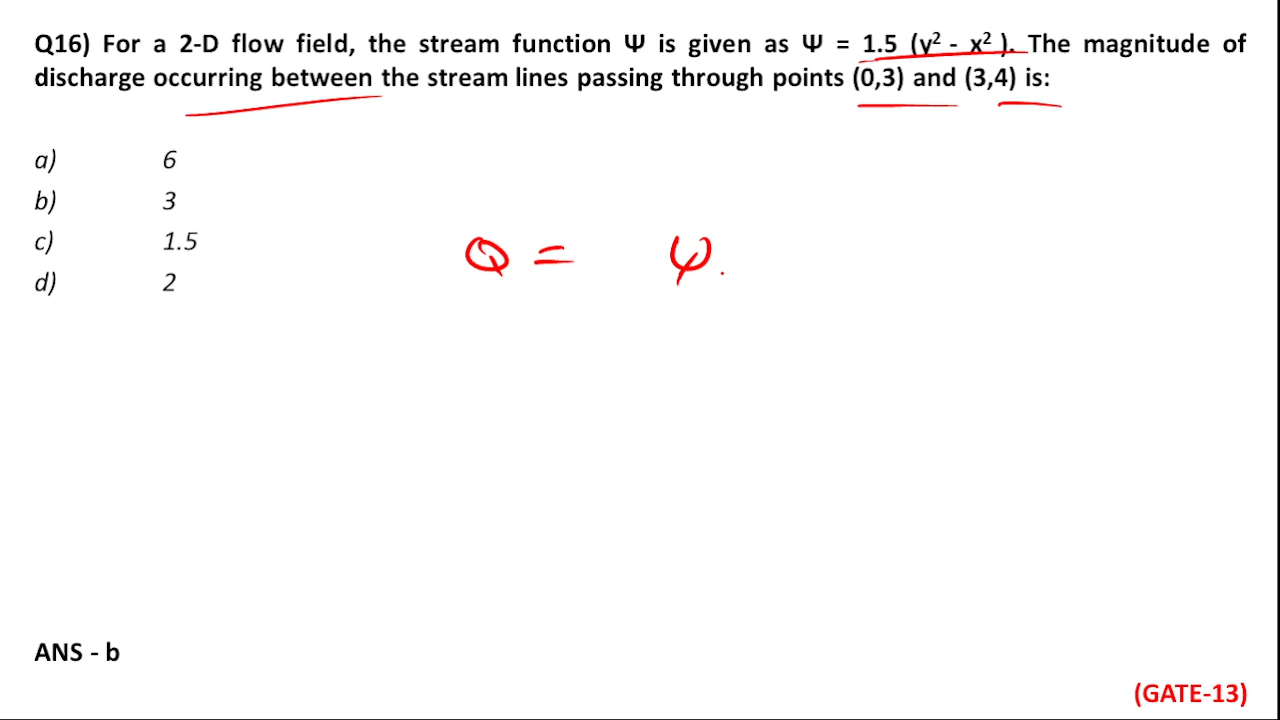 Q16) For a 2-D flow field, the stream function Ψ is given as Ψ = 1.5 (y² - x² ). The magnitude of
discharge occurring between the stream lines passing through points (0,3) and (3,4) is:
a) 6
b) 3
c) 1.5
d) 2
Q = ψ.
ANS - b
(GATE-13)